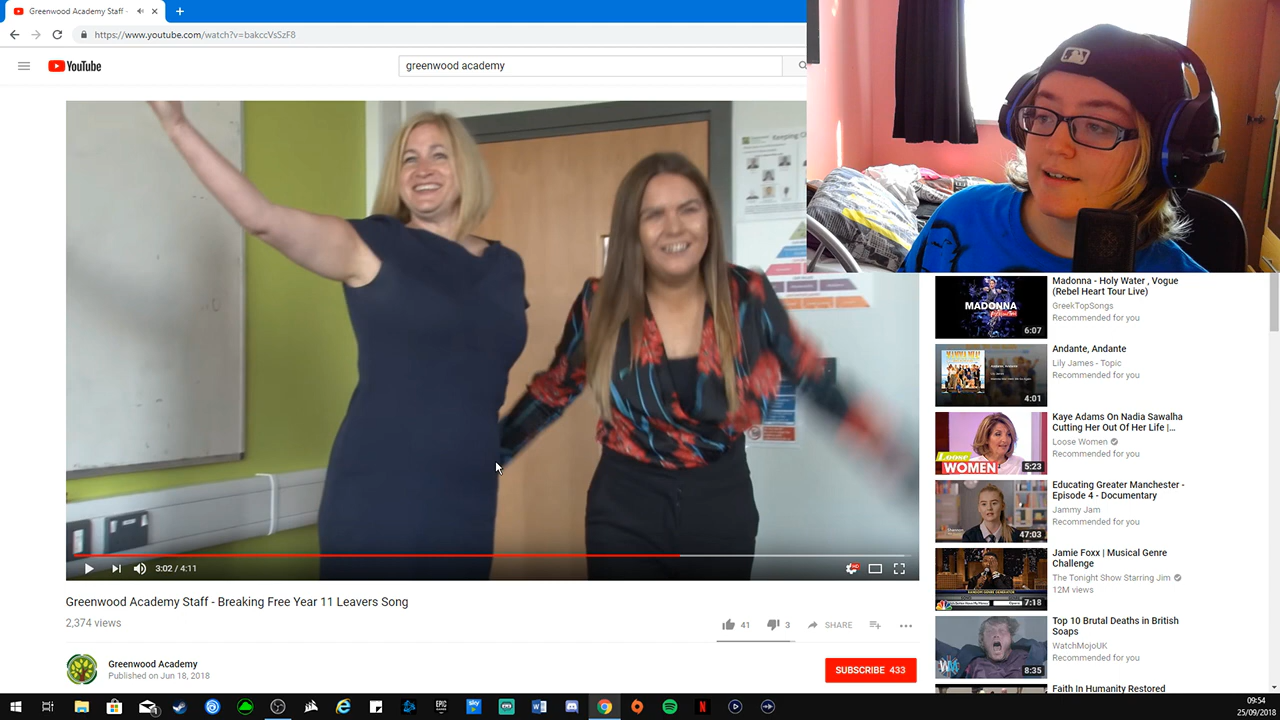 Greenwood Academy Staff -
https://www.youtube.com/watch?v=bakccVsSzF8
YouTube
greenwood academy
3:02 / 4:11
HD
Greenwood Academy Staff - Breaking Free Year 11 Leavers Song
2,374 views
41
3
SHARE
Greenwood Academy
Published on Jun 18, 2018
SUBSCRIBE 433
MADONNA
6:07
Madonna - Holy Water , Vogue
(Rebel Heart Tour Live)
GreekTopSongs
Recommended for you
4:01
Andante, Andante
Lily James - Topic
Recommended for you
Loose
WOMEN
5:23
Kaye Adams On Nadia Sawalha
Cutting Her Out Of Her Life |...
Loose Women
Recommended for you
47:03
Educating Greater Manchester -
Episode 4 - Documentary
Jammy Jam
Recommended for you
7:18
Jamie Foxx | Musical Genre
Challenge
The Tonight Show Starring Jim
12M views
8:35
Top 10 Brutal Deaths in British
Soaps
WatchMojoUK
Recommended for you
Faith In Humanity Restored
EPIC
GAMES
sky
09:54
25/09/2018